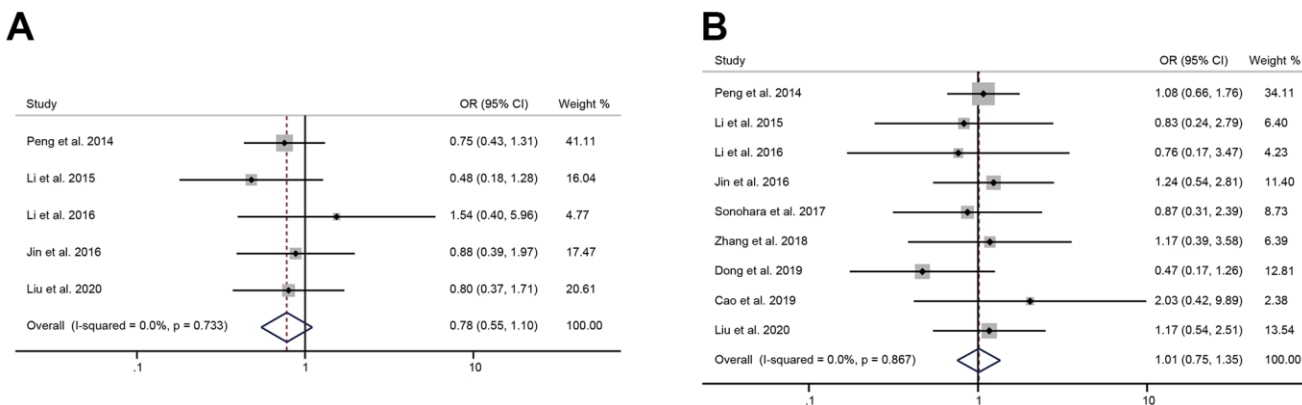 A
Study OR (95% CI) Weight %
Peng et al. 2014 0.75 (0.43, 1.31) 41.11
Li et al. 2015 0.48 (0.18, 1.28) 16.04
Li et al. 2016 1.54 (0.40, 5.96) 4.77
Jin et al. 2016 0.88 (0.39, 1.97) 17.47
Liu et al. 2020 0.80 (0.37, 1.71) 20.61
Overall (I-squared = 0.0%, p = 0.733) 0.78 (0.55, 1.10) 100.00
.1 1 10
B
Study OR (95% CI) Weight %
Peng et al. 2014 1.08 (0.66, 1.76) 34.11
Li et al. 2015 0.83 (0.24, 2.79) 6.40
Li et al. 2016 0.76 (0.17, 3.47) 4.23
Jin et al. 2016 1.24 (0.54, 2.81) 11.40
Sonohara et al. 2017 0.87 (0.31, 2.39) 8.73
Zhang et al. 2018 1.17 (0.39, 3.58) 6.39
Dong et al. 2019 0.47 (0.17, 1.26) 12.81
Cao et al. 2019 2.03 (0.42, 9.89) 2.38
Liu et al. 2020 1.17 (0.54, 2.51) 13.54
Overall (I-squared = 0.0%, p = 0.867) 1.01 (0.75, 1.35) 100.00
.1 1 10